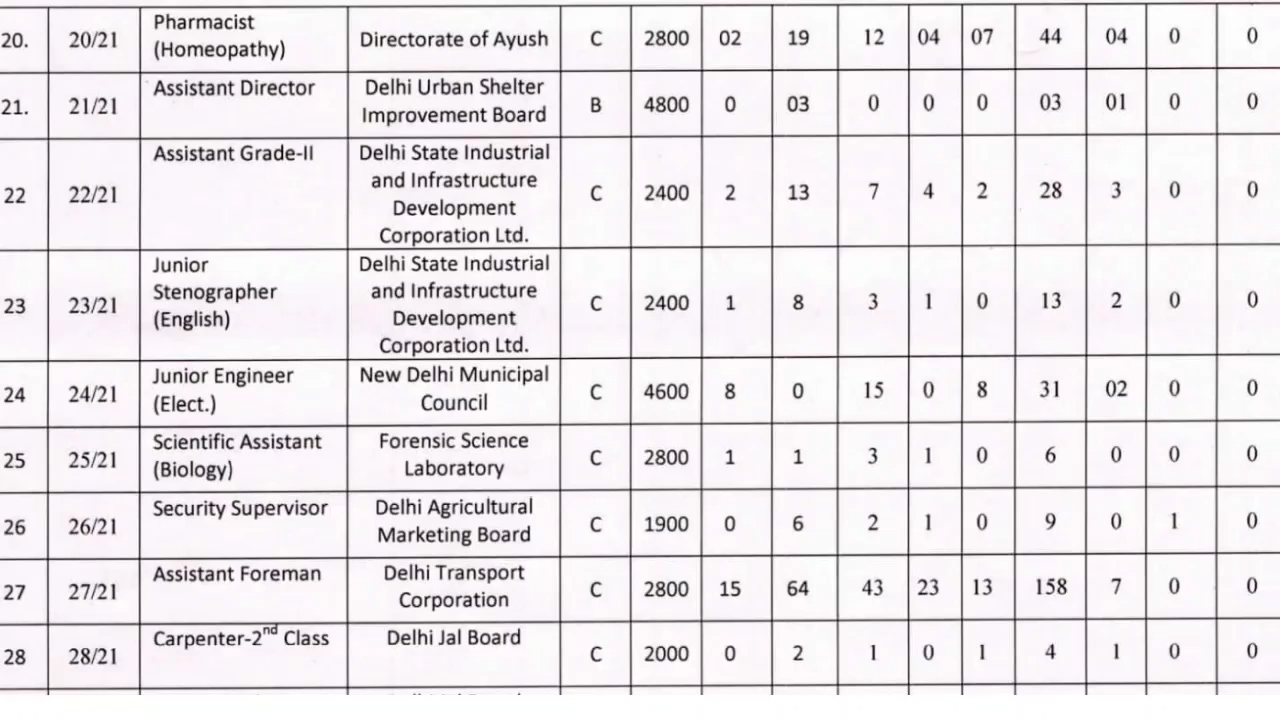 20. 20/21 Pharmacist (Homeopathy) Directorate of Ayush C 2800 02 19 12 04 07 44 04 0 0
21. 21/21 Assistant Director Delhi Urban Shelter Improvement Board B 4800 0 03 0 0 0 03 01 0 0
22 22/21 Assistant Grade-II Delhi State Industrial and Infrastructure Development Corporation Ltd. C 2400 2 13 7 4 2 28 3 0 0
23 23/21 Junior Stenographer (English) Delhi State Industrial and Infrastructure Development Corporation Ltd. C 2400 1 8 3 1 0 13 2 0 0
24 24/21 Junior Engineer (Elect.) New Delhi Municipal Council C 4600 8 0 15 0 8 31 02 0 0
25 25/21 Scientific Assistant (Biology) Forensic Science Laboratory C 2800 1 1 3 1 0 6 0 0 0
26 26/21 Security Supervisor Delhi Agricultural Marketing Board C 1900 0 6 2 1 0 9 0 1 0
27 27/21 Assistant Foreman Delhi Transport Corporation C 2800 15 64 43 23 13 158 7 0 0
28 28/21 Carpenter-2nd Class Delhi Jal Board C 2000 0 2 1 0 1 4 1 0 0